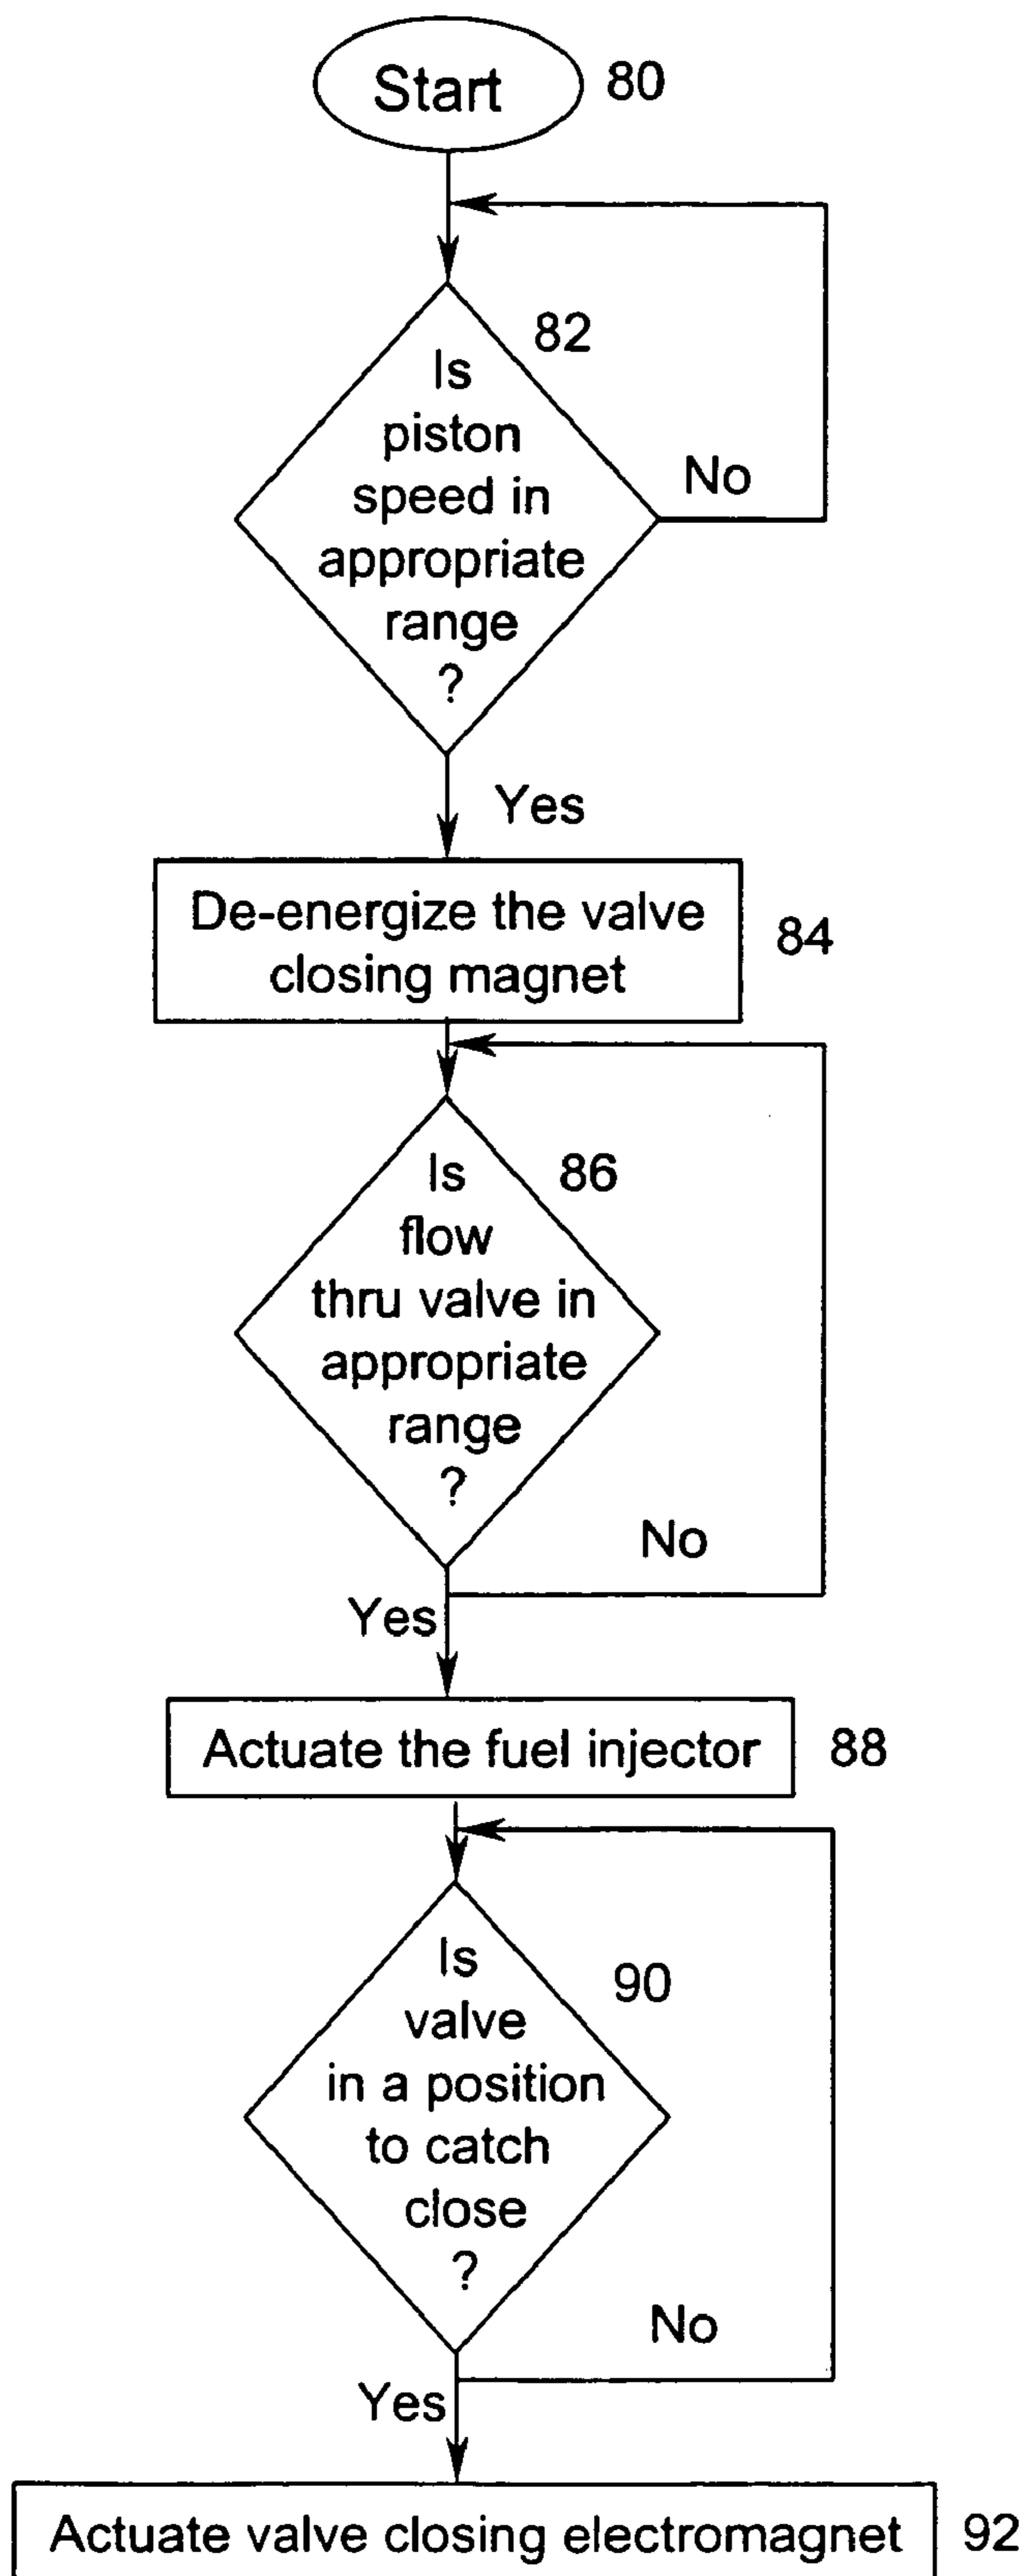 Start 80
82
Is
piston
speed in
appropriate
range
?
No
Yes
De-energize the valve
closing magnet
84
Is
86
flow
thru valve in
appropriate
range
?
No
Yes
Actuate the fuel injector 88
Is
90
valve
in a position
to catch
close
?
No
Yes
Actuate valve closing electromagnet 92